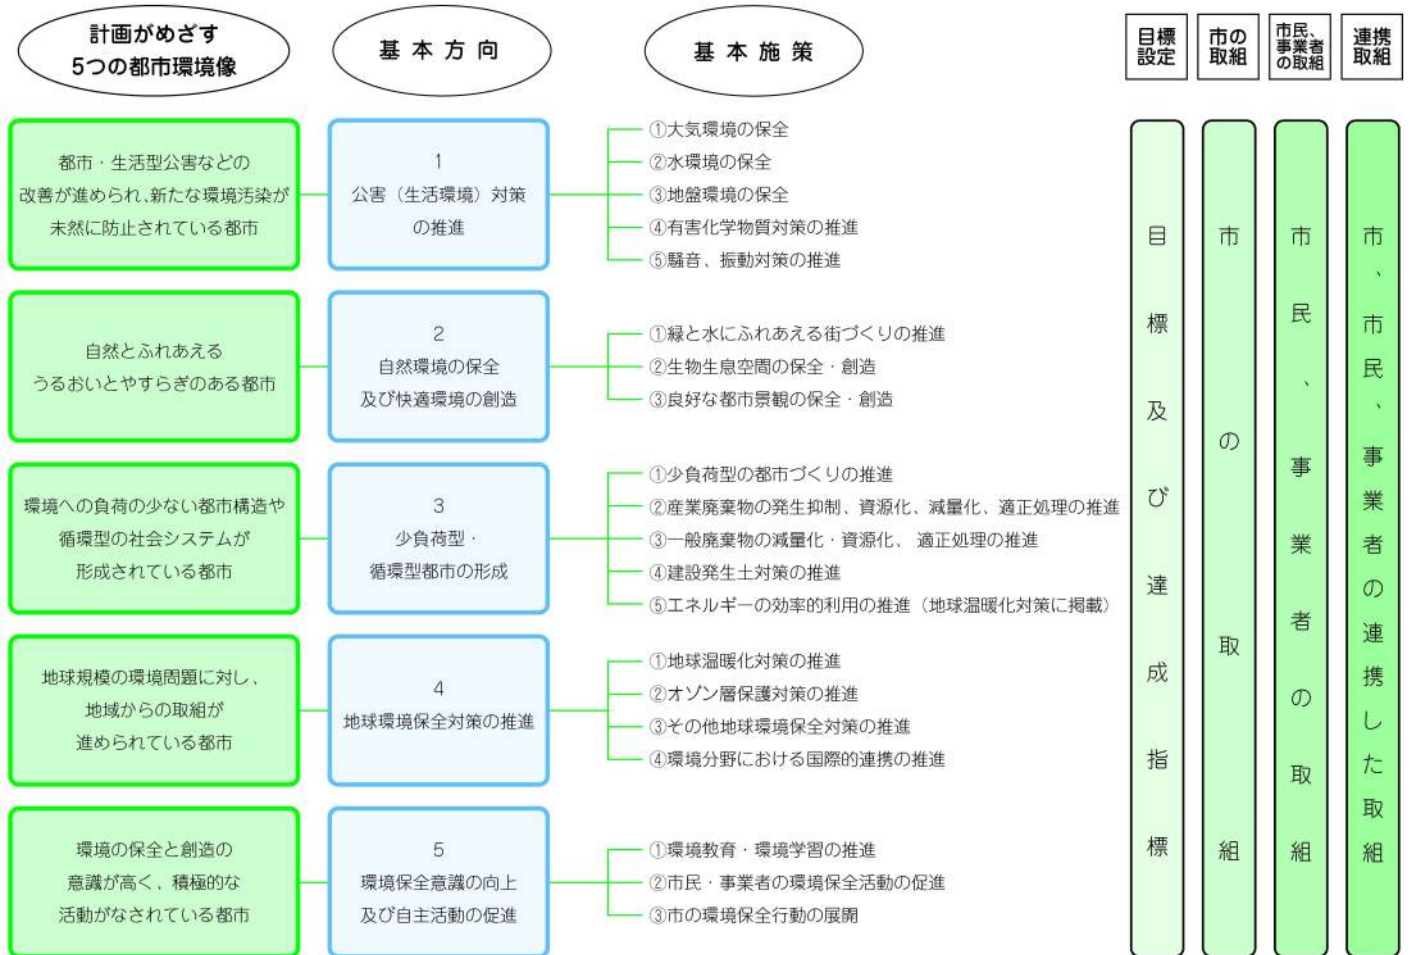 計画がめざす
5つの都市環境像
基本方向
基本施策
目標
設定
市の
取組
市民、
事業者
の取組
連携
取組
都市・生活型公害などの
改善が進められ、新たな環境汚染が
未然に防止されている都市
1
公害（生活環境）対策
の推進
①大気環境の保全
②水環境の保全
③地盤環境の保全
④有害化学物質対策の推進
⑤騒音、振動対策の推進
自然とふれあえる
うるおいとやすらぎのある都市
2
自然環境の保全
及び快適環境の創造
①緑と水にふれあえる街づくりの推進
②生物生息空間の保全・創造
③良好な都市景観の保全・創造
環境への負荷の少ない都市構造や
循環型の社会システムが
形成されている都市
3
少負荷型・
循環型都市の形成
①少負荷型の都市づくりの推進
②産業廃棄物の発生抑制、資源化、減量化、適正処理の推進
③一般廃棄物の減量化・資源化、適正処理の推進
④建設発生土対策の推進
⑤エネルギーの効率的利用の推進（地球温暖化対策に掲載）
地球規模の環境問題に対し、
地域からの取組が
進められている都市
4
地球環境保全対策の推進
①地球温暖化対策の推進
②オゾン層保護対策の推進
③その他地球環境保全対策の推進
④環境分野における国際的連携の推進
環境の保全と創造の
意識が高く、積極的な
活動がなされている都市
5
環境保全意識の向上
及び自主活動の促進
①環境教育・環境学習の推進
②市民・事業者の環境保全活動の促進
③市の環境保全行動の展開
目標及び達成指標
市の取組
市民、事業者の取組
市、市民、事業者の連携した取組